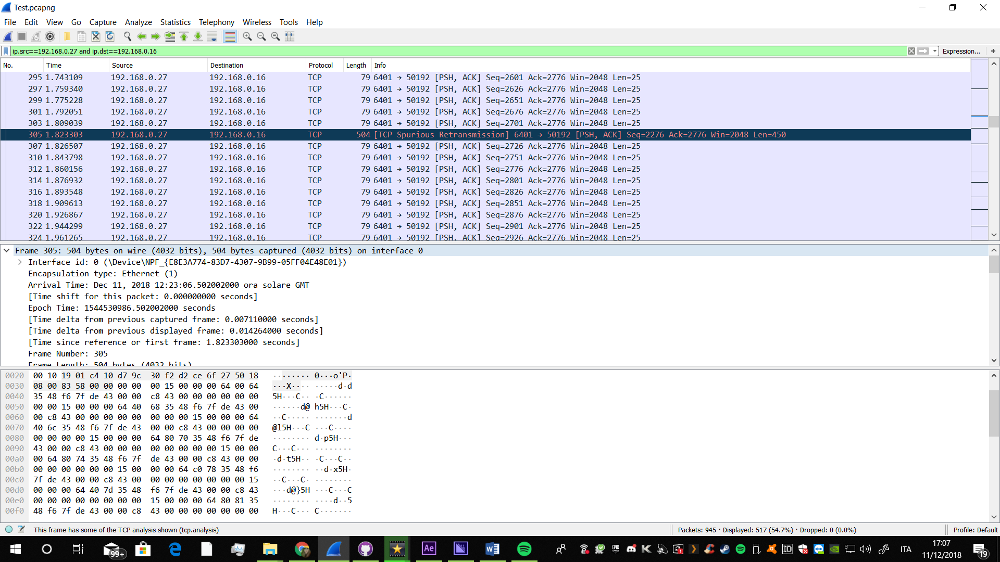 Test.pcapng
File Edit View Go Capture Analyze Statistics Telephony Wireless Tools Help
ip.src==192.168.0.27 and ip.dst==192.168.0.16 Expression... +
No. Time Source Destination Protocol Length Info
295 1.743109 192.168.0.27 192.168.0.16 TCP 79 6401 → 50192 [PSH, ACK] Seq=2601 Ack=2776 Win=2048 Len=25
297 1.759340 192.168.0.27 192.168.0.16 TCP 79 6401 → 50192 [PSH, ACK] Seq=2626 Ack=2776 Win=2048 Len=25
299 1.775228 192.168.0.27 192.168.0.16 TCP 79 6401 → 50192 [PSH, ACK] Seq=2651 Ack=2776 Win=2048 Len=25
301 1.792051 192.168.0.27 192.168.0.16 TCP 79 6401 → 50192 [PSH, ACK] Seq=2676 Ack=2776 Win=2048 Len=25
303 1.809039 192.168.0.27 192.168.0.16 TCP 79 6401 → 50192 [PSH, ACK] Seq=2701 Ack=2776 Win=2048 Len=25
305 1.823303 192.168.0.27 192.168.0.16 TCP 504 [TCP Spurious Retransmission] 6401 → 50192 [PSH, ACK] Seq=2276 Ack=2776 Win=2048 Len=450
307 1.826507 192.168.0.27 192.168.0.16 TCP 79 6401 → 50192 [PSH, ACK] Seq=2726 Ack=2776 Win=2048 Len=25
310 1.843798 192.168.0.27 192.168.0.16 TCP 79 6401 → 50192 [PSH, ACK] Seq=2751 Ack=2776 Win=2048 Len=25
312 1.860156 192.168.0.27 192.168.0.16 TCP 79 6401 → 50192 [PSH, ACK] Seq=2776 Ack=2776 Win=2048 Len=25
314 1.876932 192.168.0.27 192.168.0.16 TCP 79 6401 → 50192 [PSH, ACK] Seq=2801 Ack=2776 Win=2048 Len=25
316 1.893548 192.168.0.27 192.168.0.16 TCP 79 6401 → 50192 [PSH, ACK] Seq=2826 Ack=2776 Win=2048 Len=25
318 1.909613 192.168.0.27 192.168.0.16 TCP 79 6401 → 50192 [PSH, ACK] Seq=2851 Ack=2776 Win=2048 Len=25
320 1.926867 192.168.0.27 192.168.0.16 TCP 79 6401 → 50192 [PSH, ACK] Seq=2876 Ack=2776 Win=2048 Len=25
322 1.944299 192.168.0.27 192.168.0.16 TCP 79 6401 → 50192 [PSH, ACK] Seq=2901 Ack=2776 Win=2048 Len=25
324 1.961265 192.168.0.27 192.168.0.16 TCP 79 6401 → 50192 [PSH, ACK] Seq=2926 Ack=2776 Win=2048 Len=25
Frame 305: 504 bytes on wire (4032 bits), 504 bytes captured (4032 bits) on interface 0
Interface id: 0 (\Device\NPF_{E8E3A774-83D7-4307-9B99-05FF04E48E01})
Encapsulation type: Ethernet (1)
Arrival Time: Dec 11, 2018 12:23:06.502002000 ora solare GMT
[Time shift for this packet: 0.000000000 seconds]
Epoch Time: 1544530986.502002000 seconds
[Time delta from previous captured frame: 0.007110000 seconds]
[Time delta from previous displayed frame: 0.014264000 seconds]
[Time since reference or first frame: 1.823303000 seconds]
Frame Number: 305
Frame Length: 504 bytes (4032 bits)
0020 00 10 19 01 c4 10 d7 9c 30 f2 d2 ce 6f 27 50 18 ········ 0···o'P·
0030 08 00 83 58 00 00 00 00 00 15 00 00 00 64 00 64 ···X···· ·····d·d
0040 35 48 f6 7f de 43 00 00 c8 43 00 00 00 00 00 00 5H···C·· ·C······
0050 00 00 15 00 00 00 64 40 68 35 48 f6 7f de 43 00 ······d@ h5H···C·
0060 00 c8 43 00 00 00 00 00 00 00 00 15 00 00 00 64 ··C····· ·······d
0070 40 6c 35 48 f6 7f de 43 00 00 c8 43 00 00 00 00 @l5H···C ···C····
0080 00 00 00 00 15 00 00 00 64 80 70 35 48 f6 7f de ········ d·p5H···
0090 43 00 00 c8 43 00 00 00 00 00 00 00 00 15 00 00 C···C··· ········
00a0 00 64 80 74 35 48 f6 7f de 43 00 00 c8 43 00 00 ·d·t5H·· ·C···C··
00b0 00 00 00 00 00 00 15 00 00 00 64 c0 78 35 48 f6 ········ ··d·x5H·
00c0 7f de 43 00 00 c8 43 00 00 00 00 00 00 00 00 15 ··C···C· ········
00d0 00 00 00 64 40 7d 35 48 f6 7f de 43 00 00 c8 43 ···d@}5H ···C···C
00e0 00 00 00 00 00 00 00 00 15 00 00 00 64 80 81 35 ········ ····d··5
00f0 48 f6 7f de 43 00 00 c8 43 00 00 00 00 00 00 00 H···C··· C·······
This frame has some of the TCP analysis shown (tcp.analysis) Packets: 945 · Displayed: 517 (54.7%) · Dropped: 0 (0.0%) Profile: Default
99+ Ae ITA 17:07
11/12/2018 19